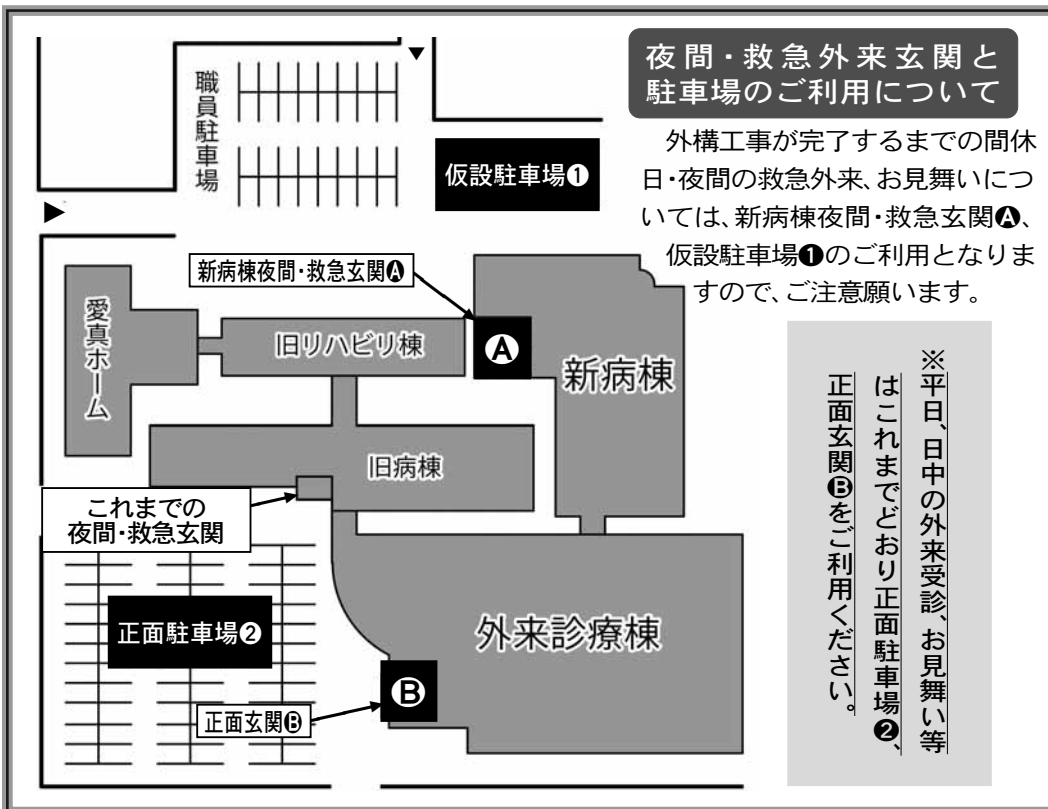 夜間・救急外来玄関と
駐車場のご利用について
外構工事が完了するまでの間休
日・夜間の救急外来、お見舞いにつ
いては、新病棟夜間・救急玄関Ⓐ、
仮設駐車場❶のご利用となりま
すので、ご注意願います。
※平日、日中の外来受診、お見舞い等
はこれまでどおり正面駐車場❷、
正面玄関Ⓑをご利用ください。
職員駐車場
仮設駐車場❶
新病棟夜間・救急玄関Ⓐ
愛真ホーム
旧リハビリ棟
Ⓐ
新病棟
旧病棟
これまでの
夜間・救急玄関
正面駐車場❷
外来診療棟
Ⓑ
正面玄関Ⓑ